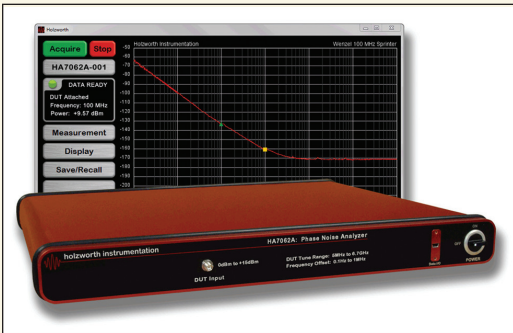 Holzworth
Acquire Stop
HA7062A-001
DATA READY
DUT Attached
Frequency: 100 MHz
Power: +9.57 dBm
Measurement
Display
Save/Recall
Holzworth Instrumentation
Wenzel 100 MHz Sprinter
-50
-60
-70
-80
-90
-100
-110
-120
-130
-140
-150
-160
-170
-180
-190
-200
holzworth instrumentation
HA7062A: Phase Noise Analyzer
0dBm to +15dBm
DUT Input
DUT Tune Range: 5MHz to 6.7GHz
Frequency Offset: 0.1Hz to 1MHz
OFF
POWER